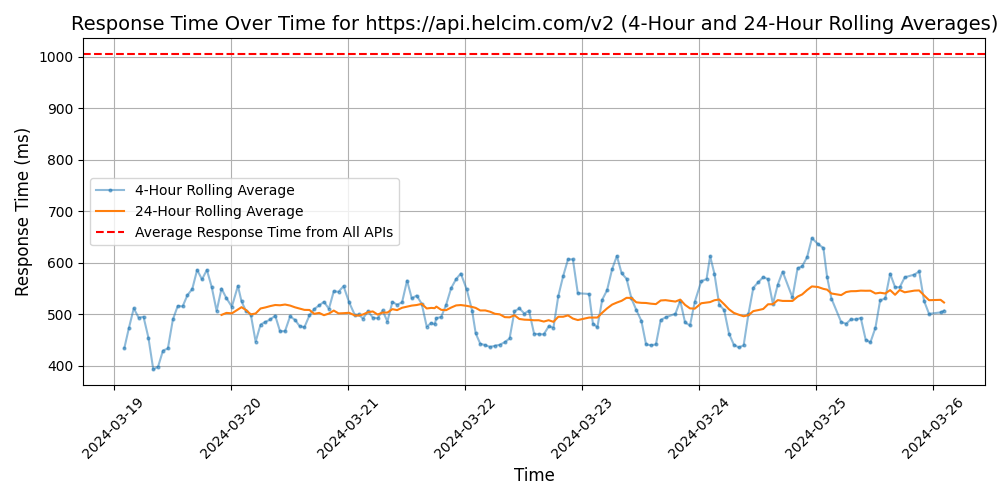 Response Time Over Time for https://api.helcim.com/v2 (4-Hour and 24-Hour Rolling Averages)
Response Time (ms)
1000
900
800
700
600
500
400
4-Hour Rolling Average
24-Hour Rolling Average
Average Response Time from All APIs
2024-03-19
2024-03-20
2024-03-21
2024-03-22
2024-03-23
2024-03-24
2024-03-25
2024-03-26
Time